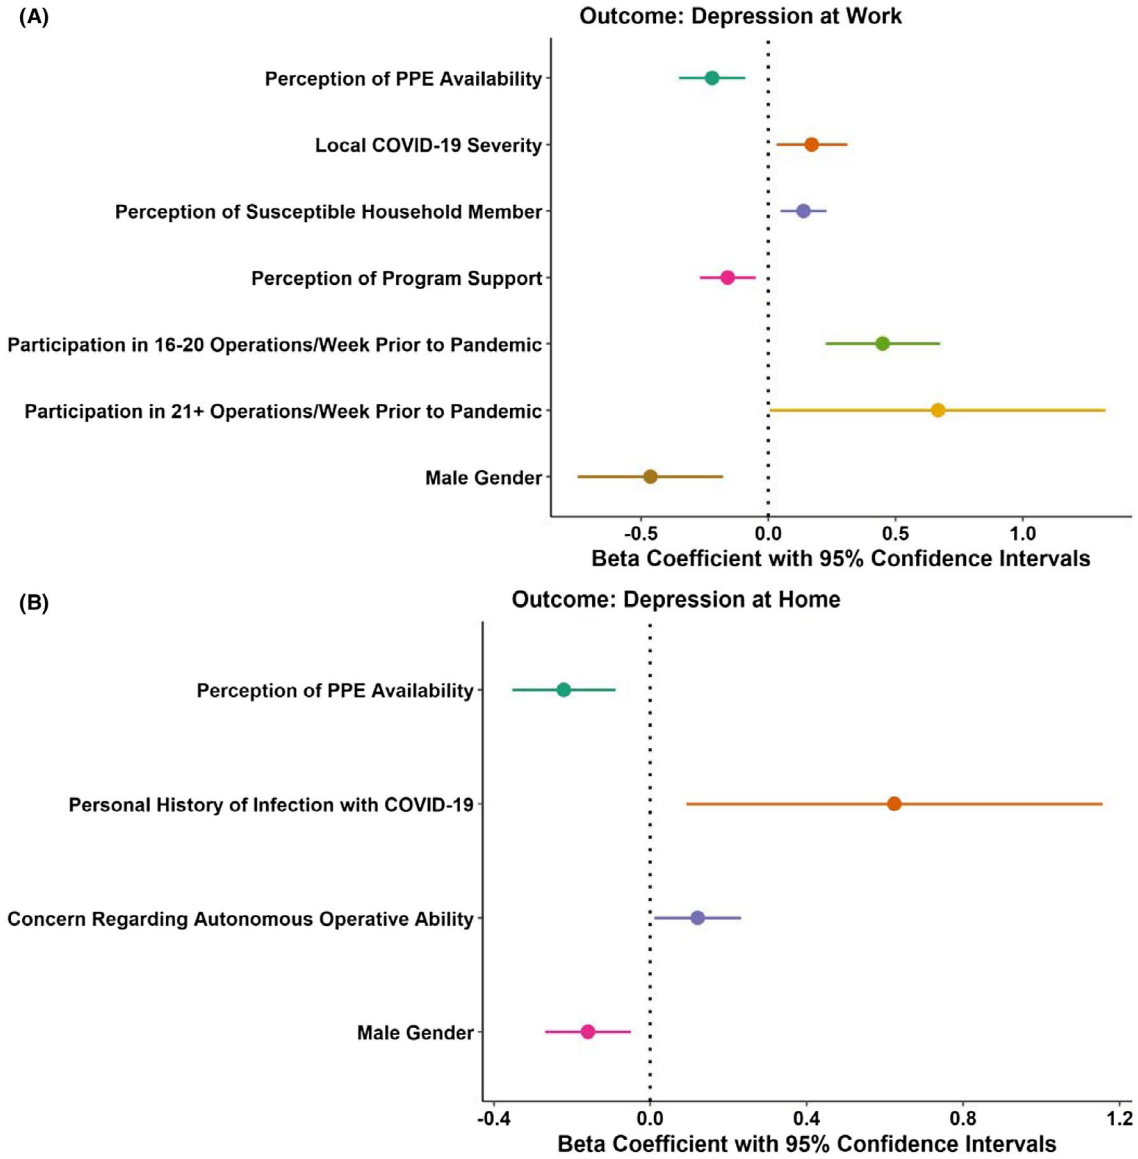 (A)
Outcome: Depression at Work
Perception of PPE Availability
Local COVID-19 Severity
Perception of Susceptible Household Member
Perception of Program Support
Participation in 16-20 Operations/Week Prior to Pandemic
Participation in 21+ Operations/Week Prior to Pandemic
Male Gender
-0.5 0.0 0.5 1.0
Beta Coefficient with 95% Confidence Intervals
(B)
Outcome: Depression at Home
Perception of PPE Availability
Personal History of Infection with COVID-19
Concern Regarding Autonomous Operative Ability
Male Gender
-0.4 0.0 0.4 0.8 1.2
Beta Coefficient with 95% Confidence Intervals